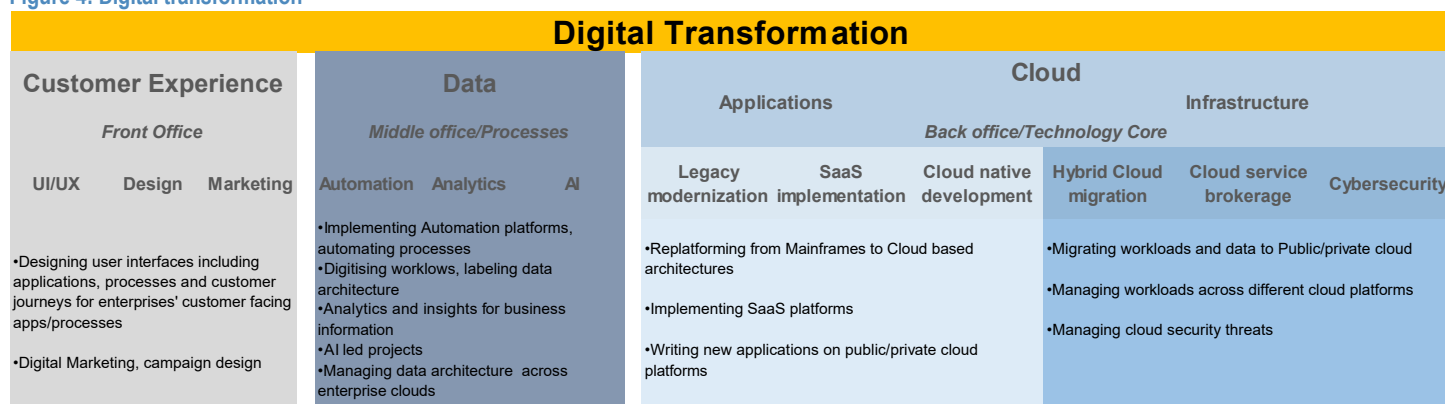 Figure 4: Digital transformation
Digital Transformation
Customer Experience
Front Office
UI/UX Design Marketing
•Designing user interfaces including
applications, processes and customer
journeys for enterprises' customer facing
apps/processes
•Digital Marketing, campaign design
Data
Middle office/Processes
Automation Analytics AI
•Implementing Automation platforms,
automating processes
•Digitising worklows, labeling data
architecture
•Analytics and insights for business
information
•AI led projects
•Managing data architecture across
enterprise clouds
Cloud
Applications Infrastructure
Back office/Technology Core
Legacy
modernization
SaaS
implementation
Cloud native
development
Hybrid Cloud
migration
Cloud service
brokerage
Cybersecurity
•Replatforming from Mainframes to Cloud based
architectures
•Implementing SaaS platforms
•Writing new applications on public/private cloud
platforms
•Migrating workloads and data to Public/private cloud
•Managing workloads across different cloud platforms
•Managing cloud security threats